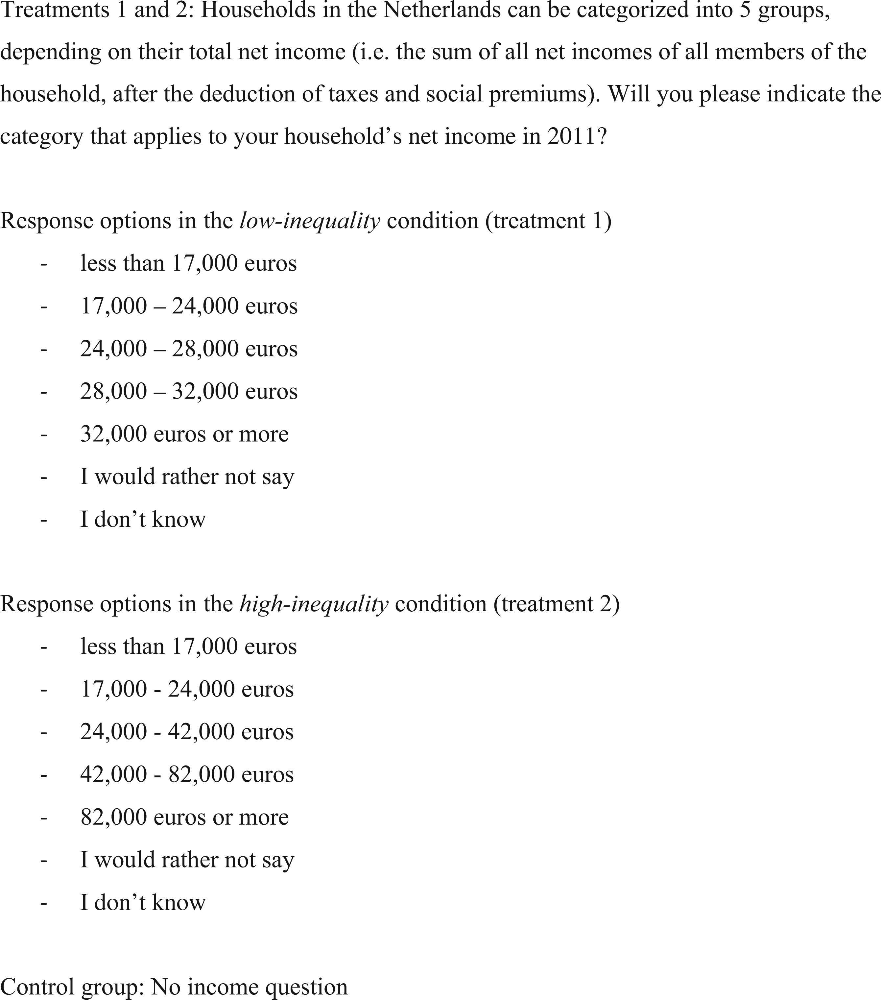 Treatments 1 and 2: Households in the Netherlands can be categorized into 5 groups,
depending on their total net income (i.e. the sum of all net incomes of all members of the
household, after the deduction of taxes and social premiums). Will you please indicate the
category that applies to your household’s net income in 2011?
Response options in the low-inequality condition (treatment 1)
- less than 17,000 euros
- 17,000 – 24,000 euros
- 24,000 – 28,000 euros
- 28,000 – 32,000 euros
- 32,000 euros or more
- I would rather not say
- I don’t know
Response options in the high-inequality condition (treatment 2)
- less than 17,000 euros
- 17,000 - 24,000 euros
- 24,000 - 42,000 euros
- 42,000 - 82,000 euros
- 82,000 euros or more
- I would rather not say
- I don’t know
Control group: No income question